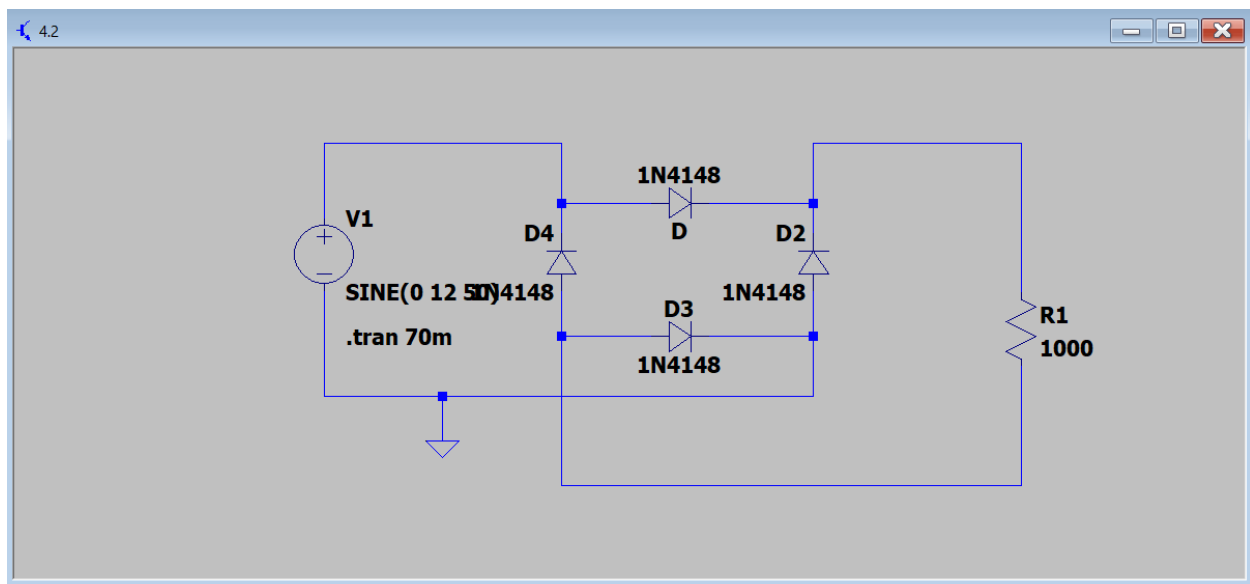 4.2
1N4148
V1
D4
D
D2
SINE(0 12 50)
1N4148
1N4148
D3
.tran 70m
1N4148
R1
1000